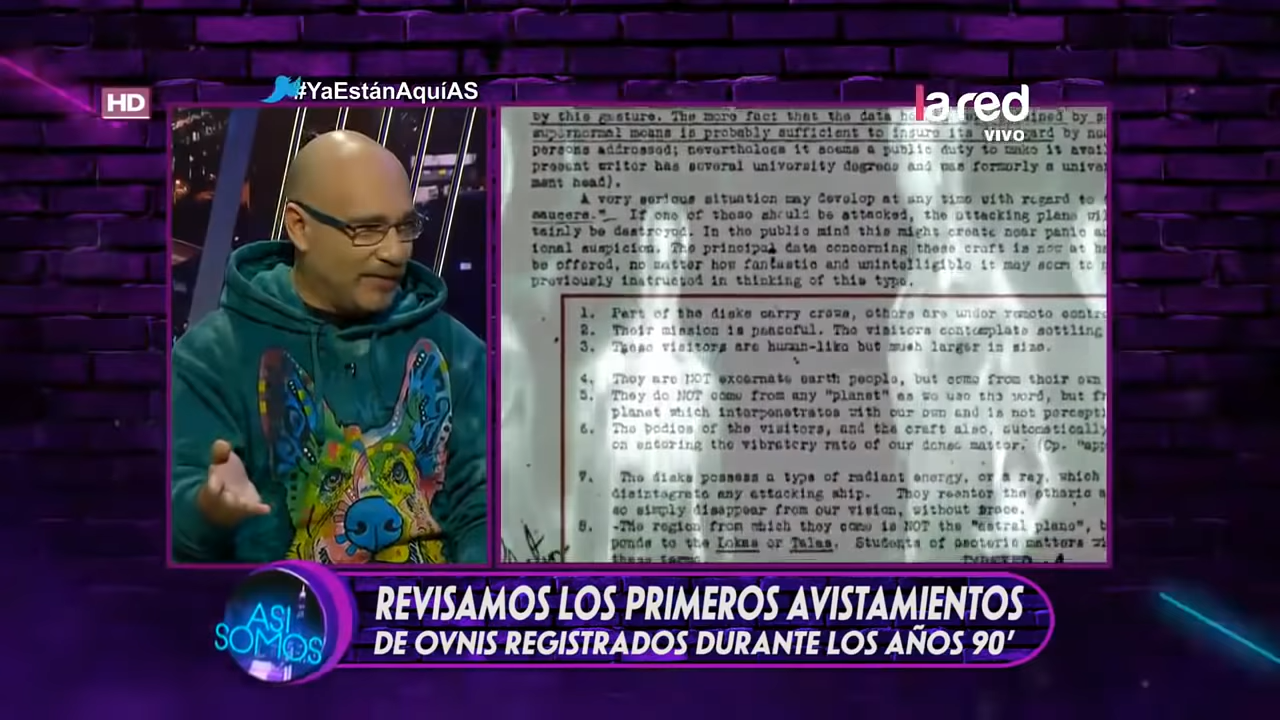 #YaEstánAquíAS
HD
la red
VIVO
by this gesture. The more fact that the data
supernormal means is probably sufficient to insure its by
persons addressed; nevertheless it seems a public duty to make it
present writer has several university degrees and was formerly a
ment head).
A very serious situation may develop at any time with regard to
saucers." If one of these should be attacked, the attacking plane
tainly be destroyed. In the public mind this might create near panic
ional suspicion. The principal data concerning these craft is now at
be offered, no matter how fantastic and unintelligible it may seem to
previously instructed in thinking of this type.
1. Part of the disks carry crews, others are under remote contro
2. Their mission is peaceful. The visitors contemplate settling
3. These visitors are human-like but much larger in size.
4. They are NOT excarnate earth people, but come from their own
5. They do NOT come from any "planet" as we use the word, but
planet which interpenetrates with our own and is not percepti
6. The bodies of the visitors, and the craft also, automatically
on entering the vibratory rate of our dense matter. (Cp. "app
7. The disks possess a type of radiant energy, or a ray, which
disintegrate any attacking ship. They reenter the etheric
so simply disappear from our vision, without trace.
8. -The region from which they come is NOT the "astral plane",
ponds to the Lokas or Talas. Students of esoteric matters
these terms
ASI
SOMOS
REVISAMOS LOS PRIMEROS AVISTAMIENTOS
DE OVNIS REGISTRADOS DURANTE LOS AÑOS 90'